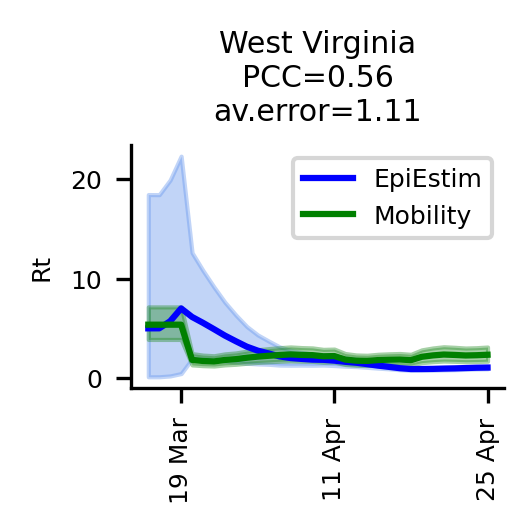 West Virginia
PCC=0.56
av.error=1.11
EpiEstim
Mobility
Rt
20
10
0
19 Mar
11 Apr
25 Apr